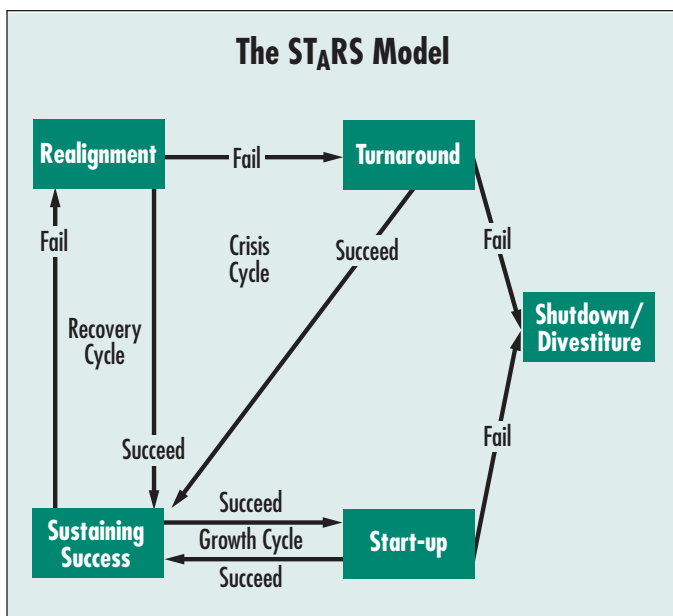 The STARS Model
Realignment
Fail
Turnaround
Fail
Crisis
Cycle
Succeed
Fail
Recovery
Cycle
Shutdown/
Divestiture
Succeed
Fail
Sustaining
Success
Succeed
Growth Cycle
Succeed
Start-up